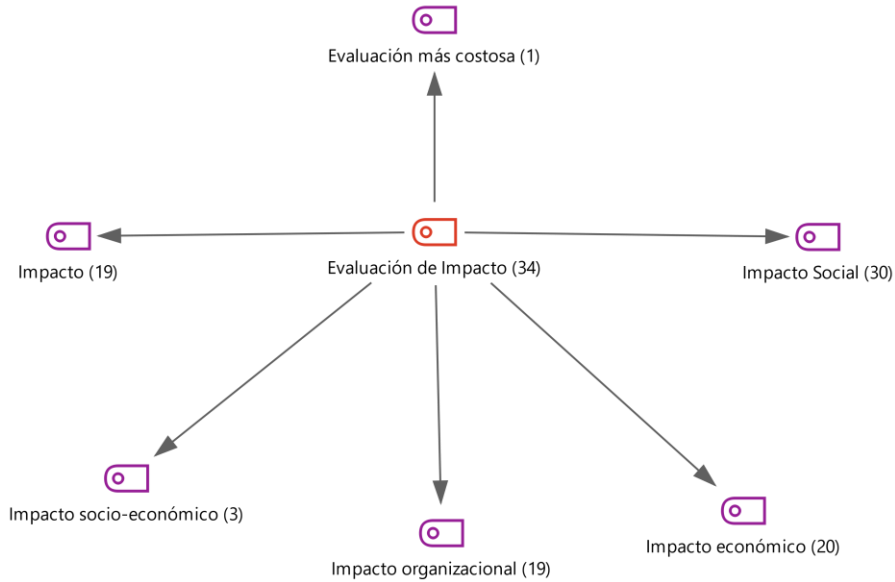 Evaluación más costosa (1)
Impacto (19)
Evaluación de Impacto (34)
Impacto Social (30)
Impacto socio-económico (3)
Impacto organizacional (19)
Impacto económico (20)